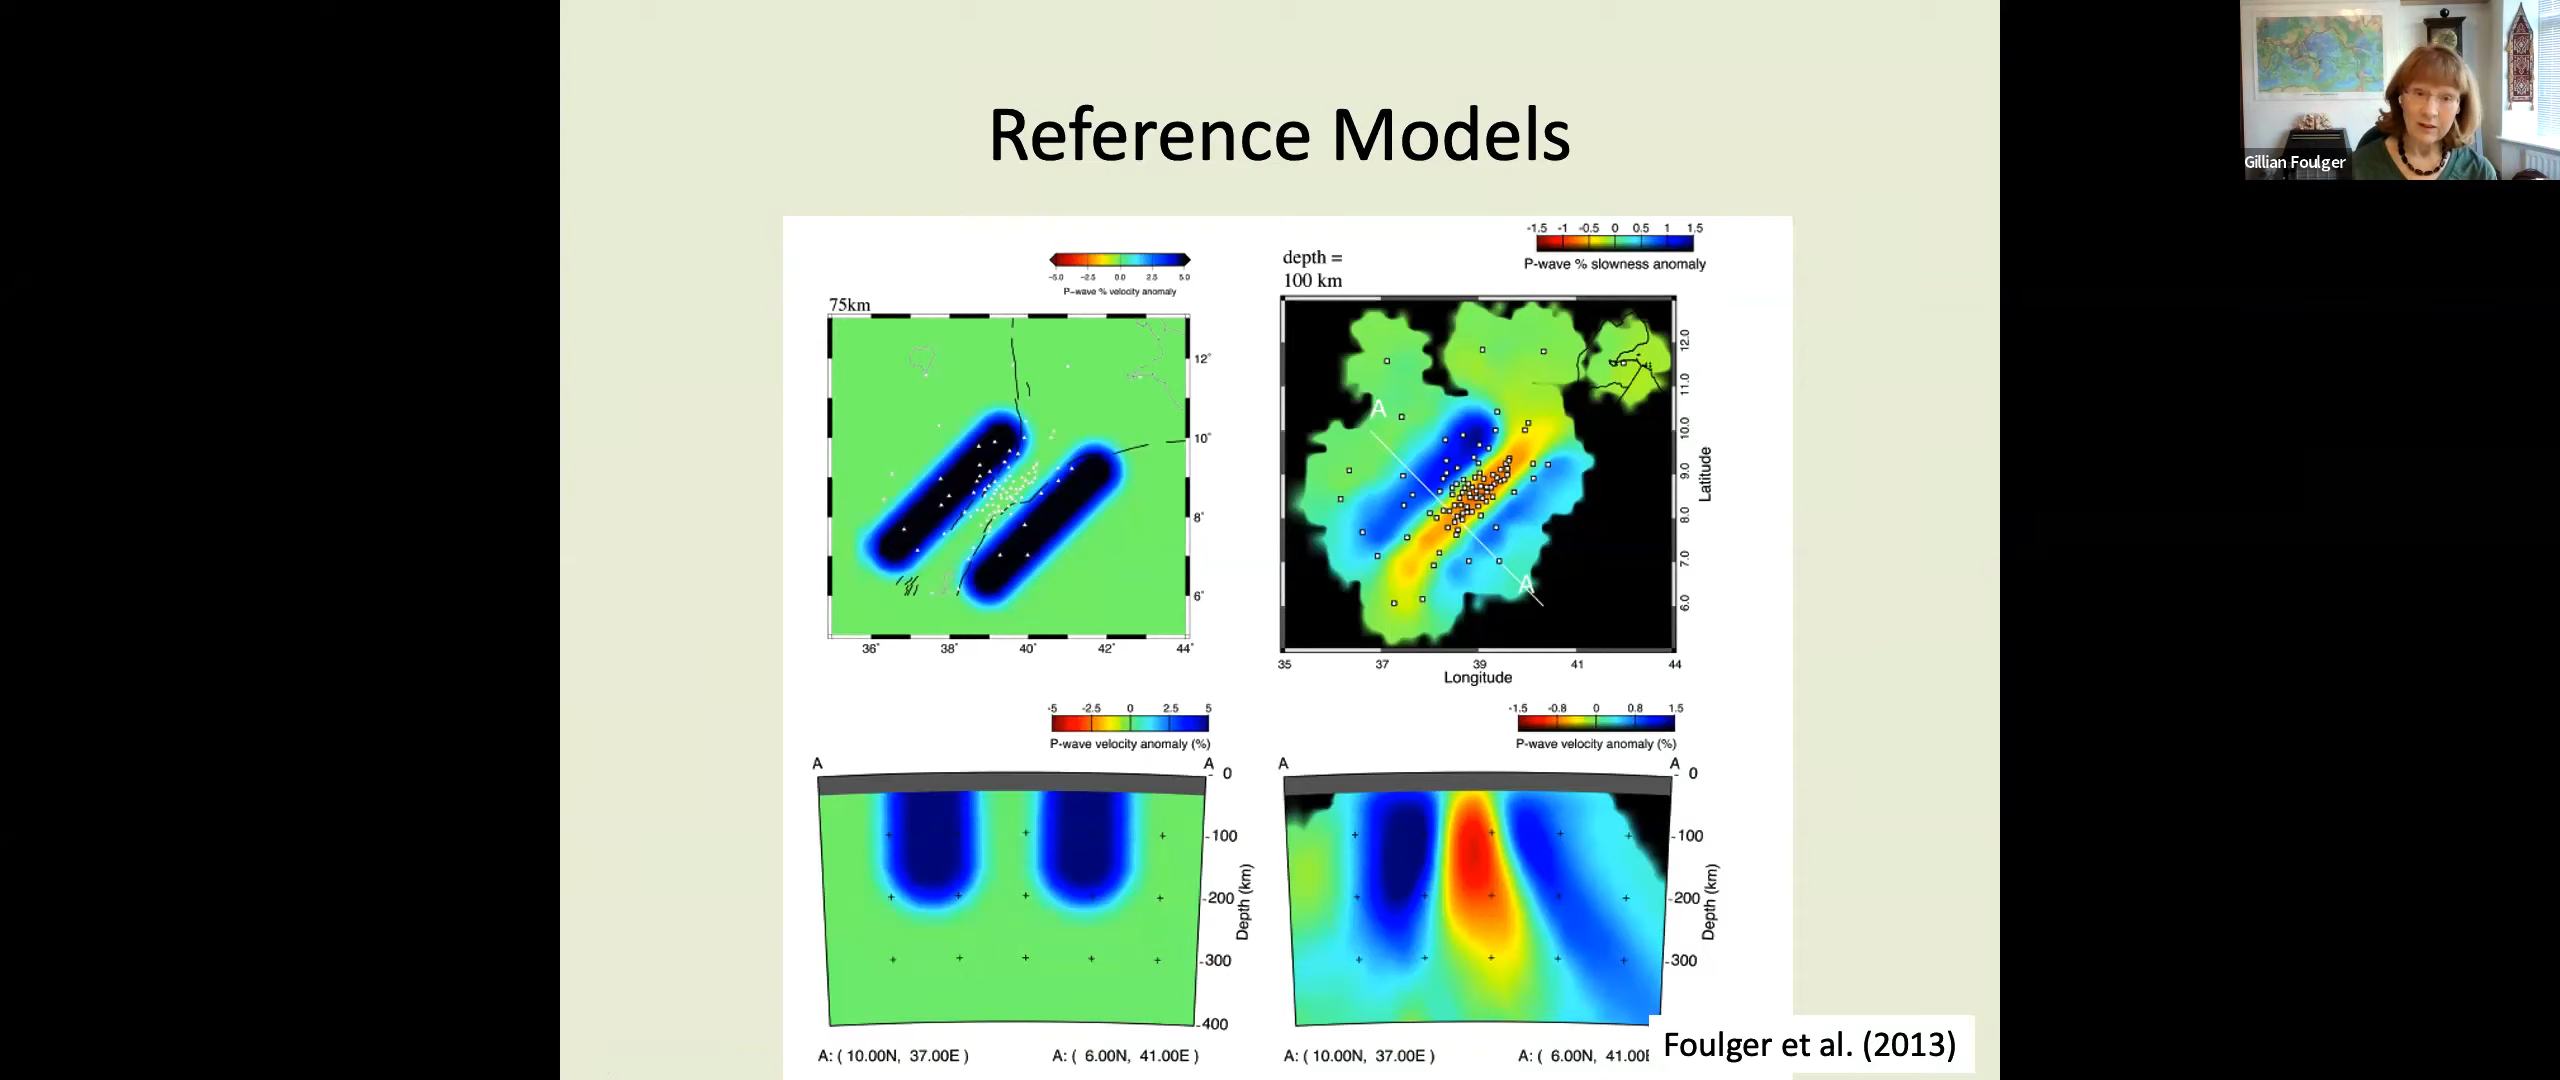 Reference Models
Gillian Foulger
-5.0 -2.5 0.0 2.5 5.0
P-wave % velocity anomaly
75km
12°
10°
8°
6°
36° 38° 40° 42° 44°
-1.5 -1 -0.5 0 0.5 1 1.5
P-wave % slowness anomaly
depth =
100 km
A
A
12.0
11.0
10.0
9.0
8.0
7.0
6.0
Latitude
35 37 39 41 44
Longitude
-5 -2.5 0 2.5 5
P-wave velocity anomaly (%)
A A
0
-100
-200
-300
-400
Depth (km)
A: ( 10.00N, 37.00E ) A: ( 6.00N, 41.00E )
-1.5 -0.8 0 0.8 1.5
P-wave velocity anomaly (%)
A A
0
-100
-200
-300
Depth (km)
A: ( 10.00N, 37.00E ) A: ( 6.00N, 41.00E
Foulger et al. (2013)